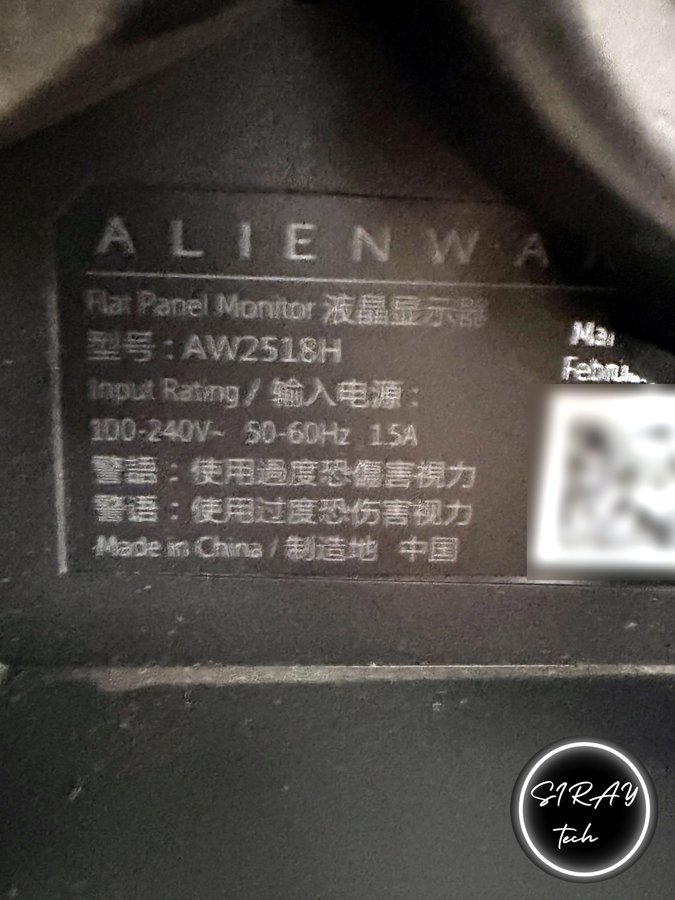 ALIENWA
Flat Panel Monitor 液晶显示器
型号 : AW2518H
Input Rating / 输入电源 :
100-240V~ 50-60Hz 1.5A
警語 : 使用過度恐傷害視力
警语 : 使用过度恐伤害视力
Made in China / 制造地 中国
SIRAY
tech